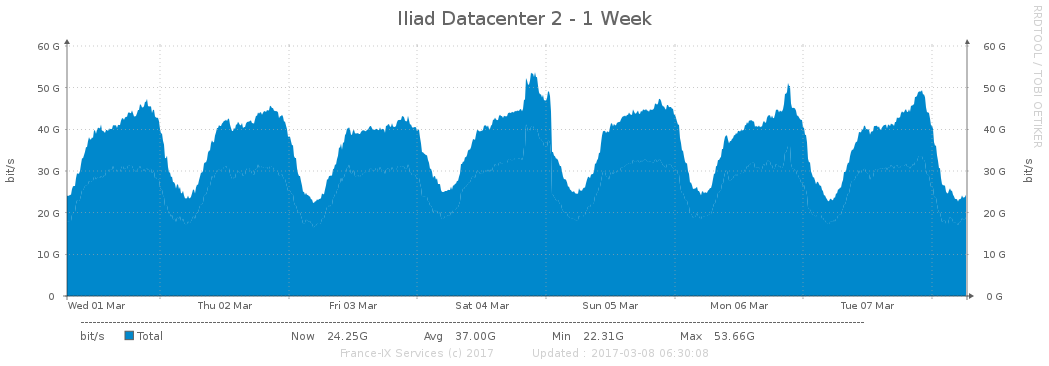 Iliad Datacenter 2 - 1 Week
RRDTOOL / TOBI OETIKER
bit/s
60 G 60 G
50 G 50 G
40 G 40 G
30 G 30 G
20 G 20 G
10 G 10 G
0 0 G
bit/s
Wed 01 Mar Thu 02 Mar Fri 03 Mar Sat 04 Mar Sun 05 Mar Mon 06 Mar Tue 07 Mar
bit/s Total Now 24.25G Avg 37.00G Min 22.31G Max 53.66G
France-IX Services (c) 2017 Updated : 2017-03-08 06:30:08